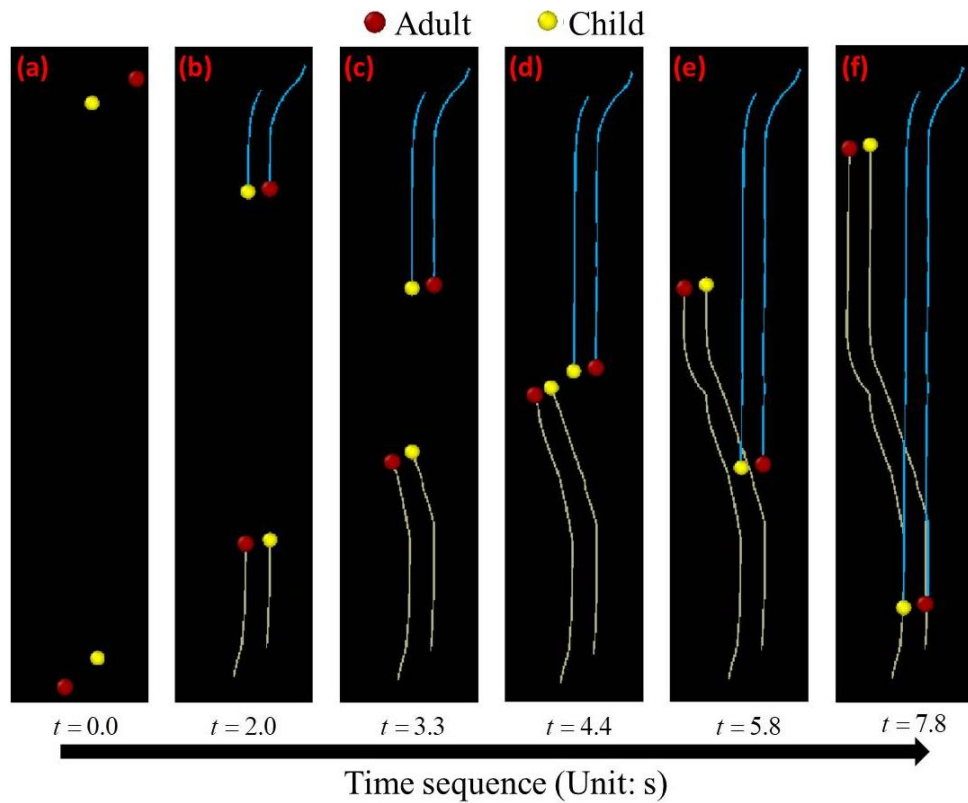 Adult Child
(a) (b) (c) (d) (e) (f)
t = 0.0 t = 2.0 t = 3.3 t = 4.4 t = 5.8 t = 7.8
Time sequence (Unit: s)